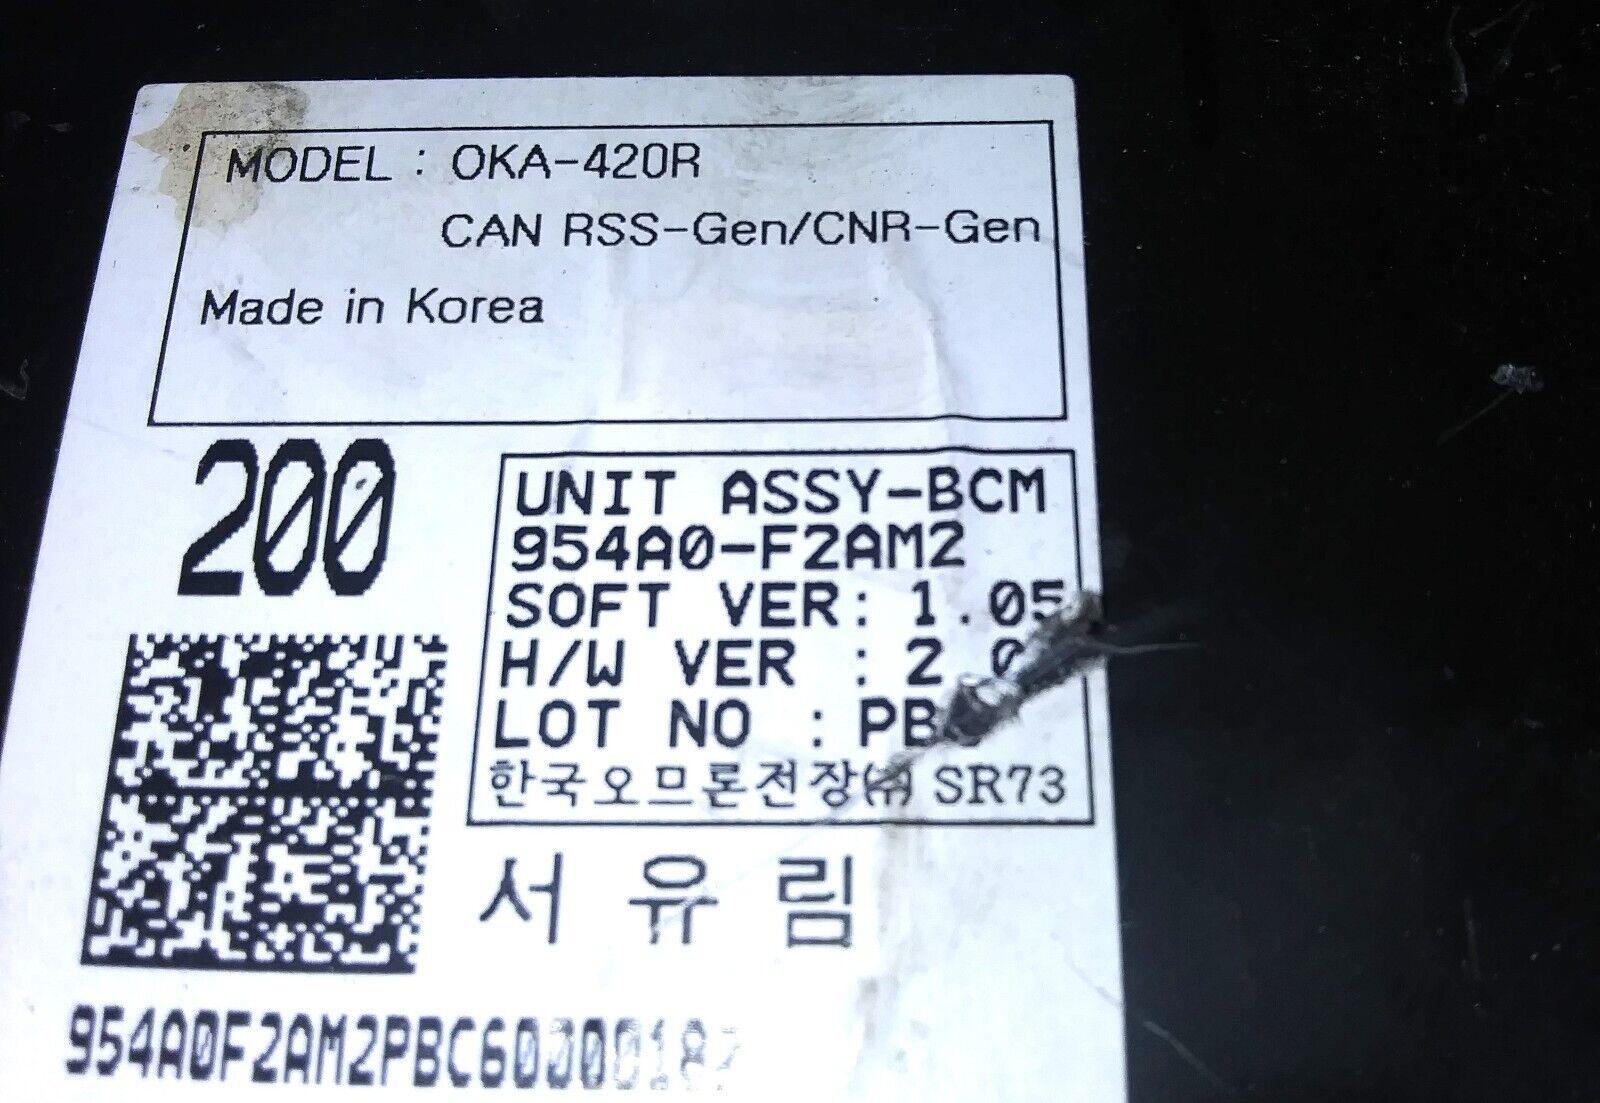 MODEL : OKA-420R
CAN RSS-Gen/CNR-Gen
Made in Korea
200
UNIT ASSY-BCM
954A0-F2AM2
SOFT VER: 1.05
H/W VER : 2.0
LOT NO :
한국오므론전장㈜ SR73
서 유 림